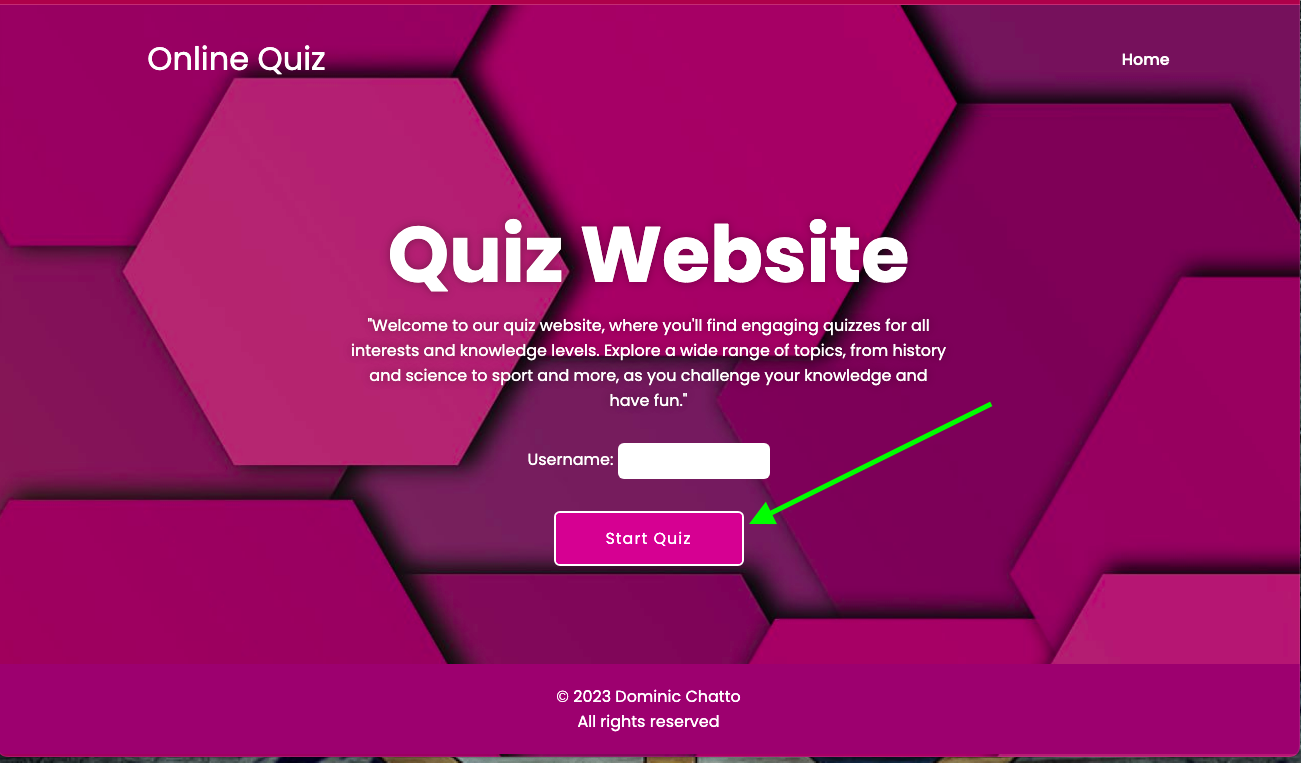 Online Quiz
Home
Quiz Website
"Welcome to our quiz website, where you'll find engaging quizzes for all
interests and knowledge levels. Explore a wide range of topics, from history
and science to sport and more, as you challenge your knowledge and
have fun."
Username:
Start Quiz
© 2023 Dominic Chatto
All rights reserved